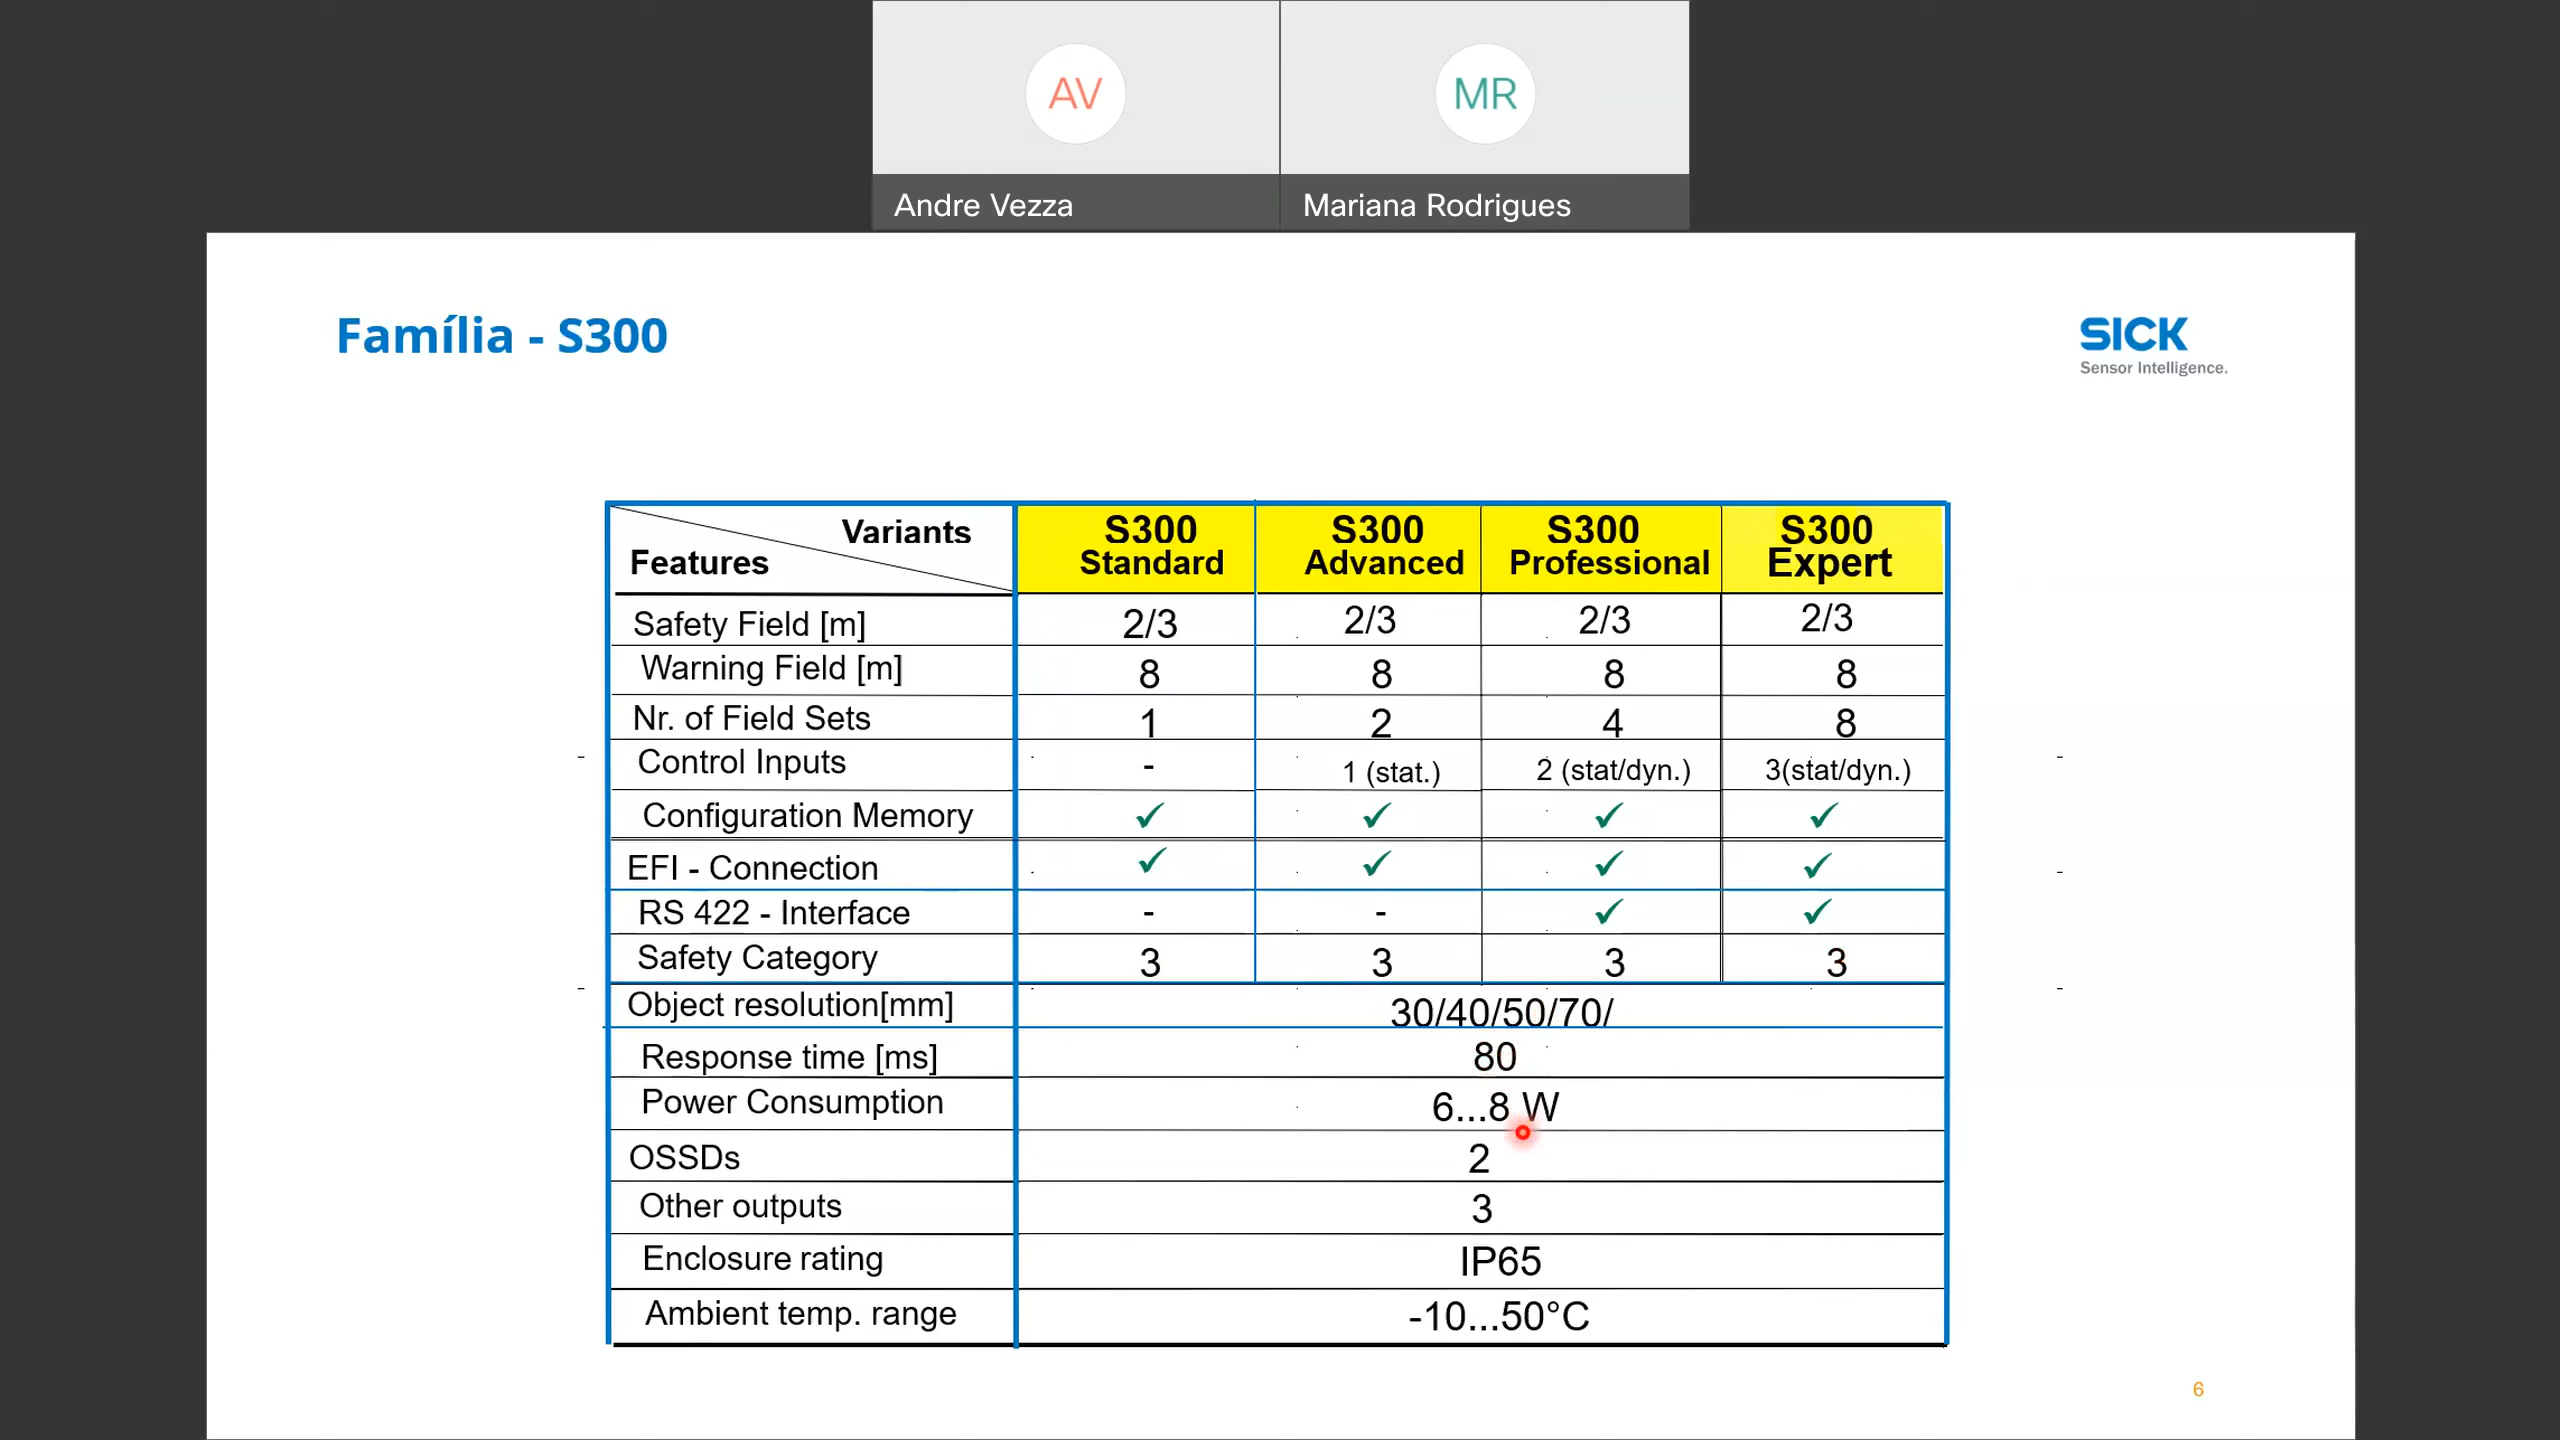 AV
MR
Andre Vezza
Mariana Rodrigues
Família - S300
SICK
Sensor Intelligence.
Variants
Features
S300 Standard
S300 Advanced
S300 Professional
S300 Expert
Safety Field [m] 2/3 2/3 2/3 2/3
Warning Field [m] 8 8 8 8
Nr. of Field Sets 1 2 4 8
Control Inputs - 1 (stat.) 2 (stat/dyn.) 3(stat/dyn.)
Configuration Memory ✓ ✓ ✓ ✓
EFI - Connection ✓ ✓ ✓ ✓
RS 422 - Interface - - ✓ ✓
Safety Category 3 3 3 3
Object resolution[mm] 30/40/50/70/
Response time [ms] 80
Power Consumption 6...8 W
OSSDs 2
Other outputs 3
Enclosure rating IP65
Ambient temp. range -10...50°C
6